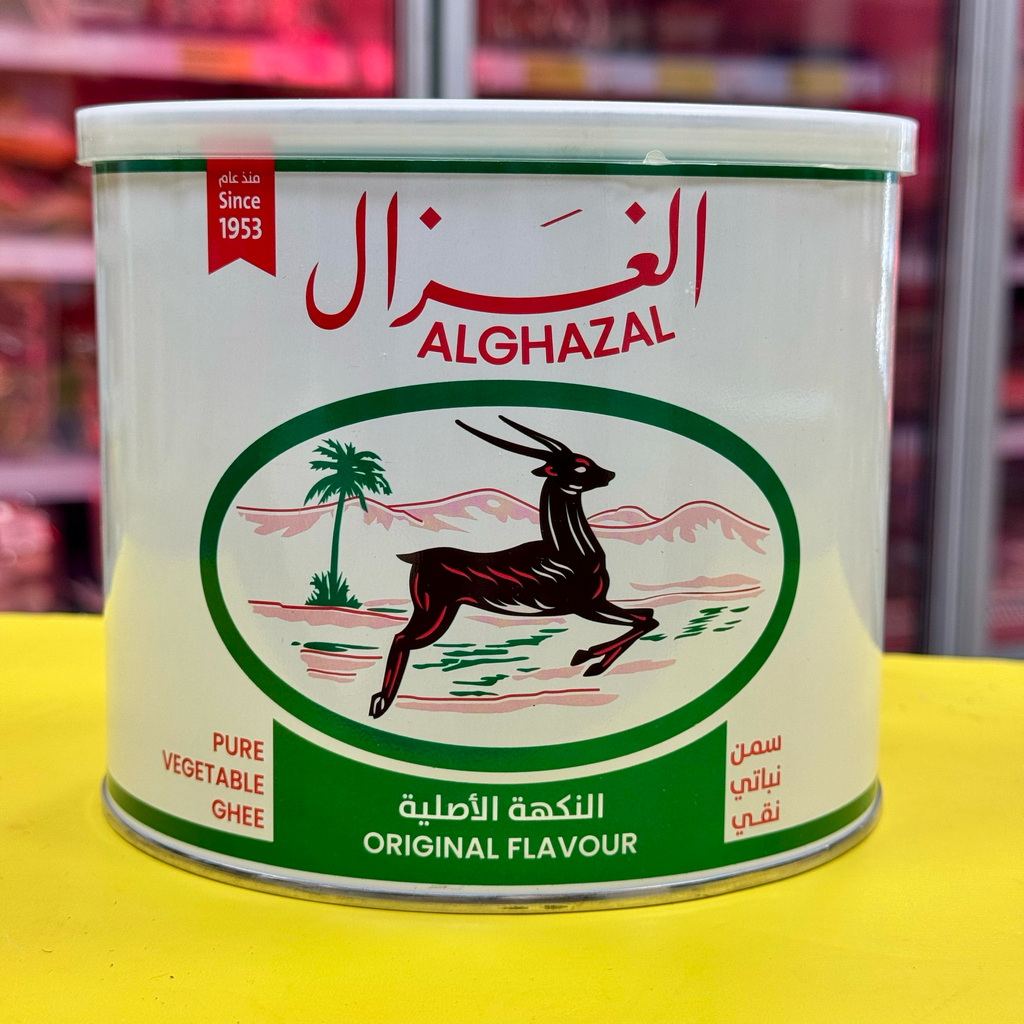 منذ عام
Since
1953
الغزال
ALGHAZAL
PURE
VEGETABLE
GHEE
النكهة الأصلية
ORIGINAL FLAVOUR
سمن
نباتي
نقي